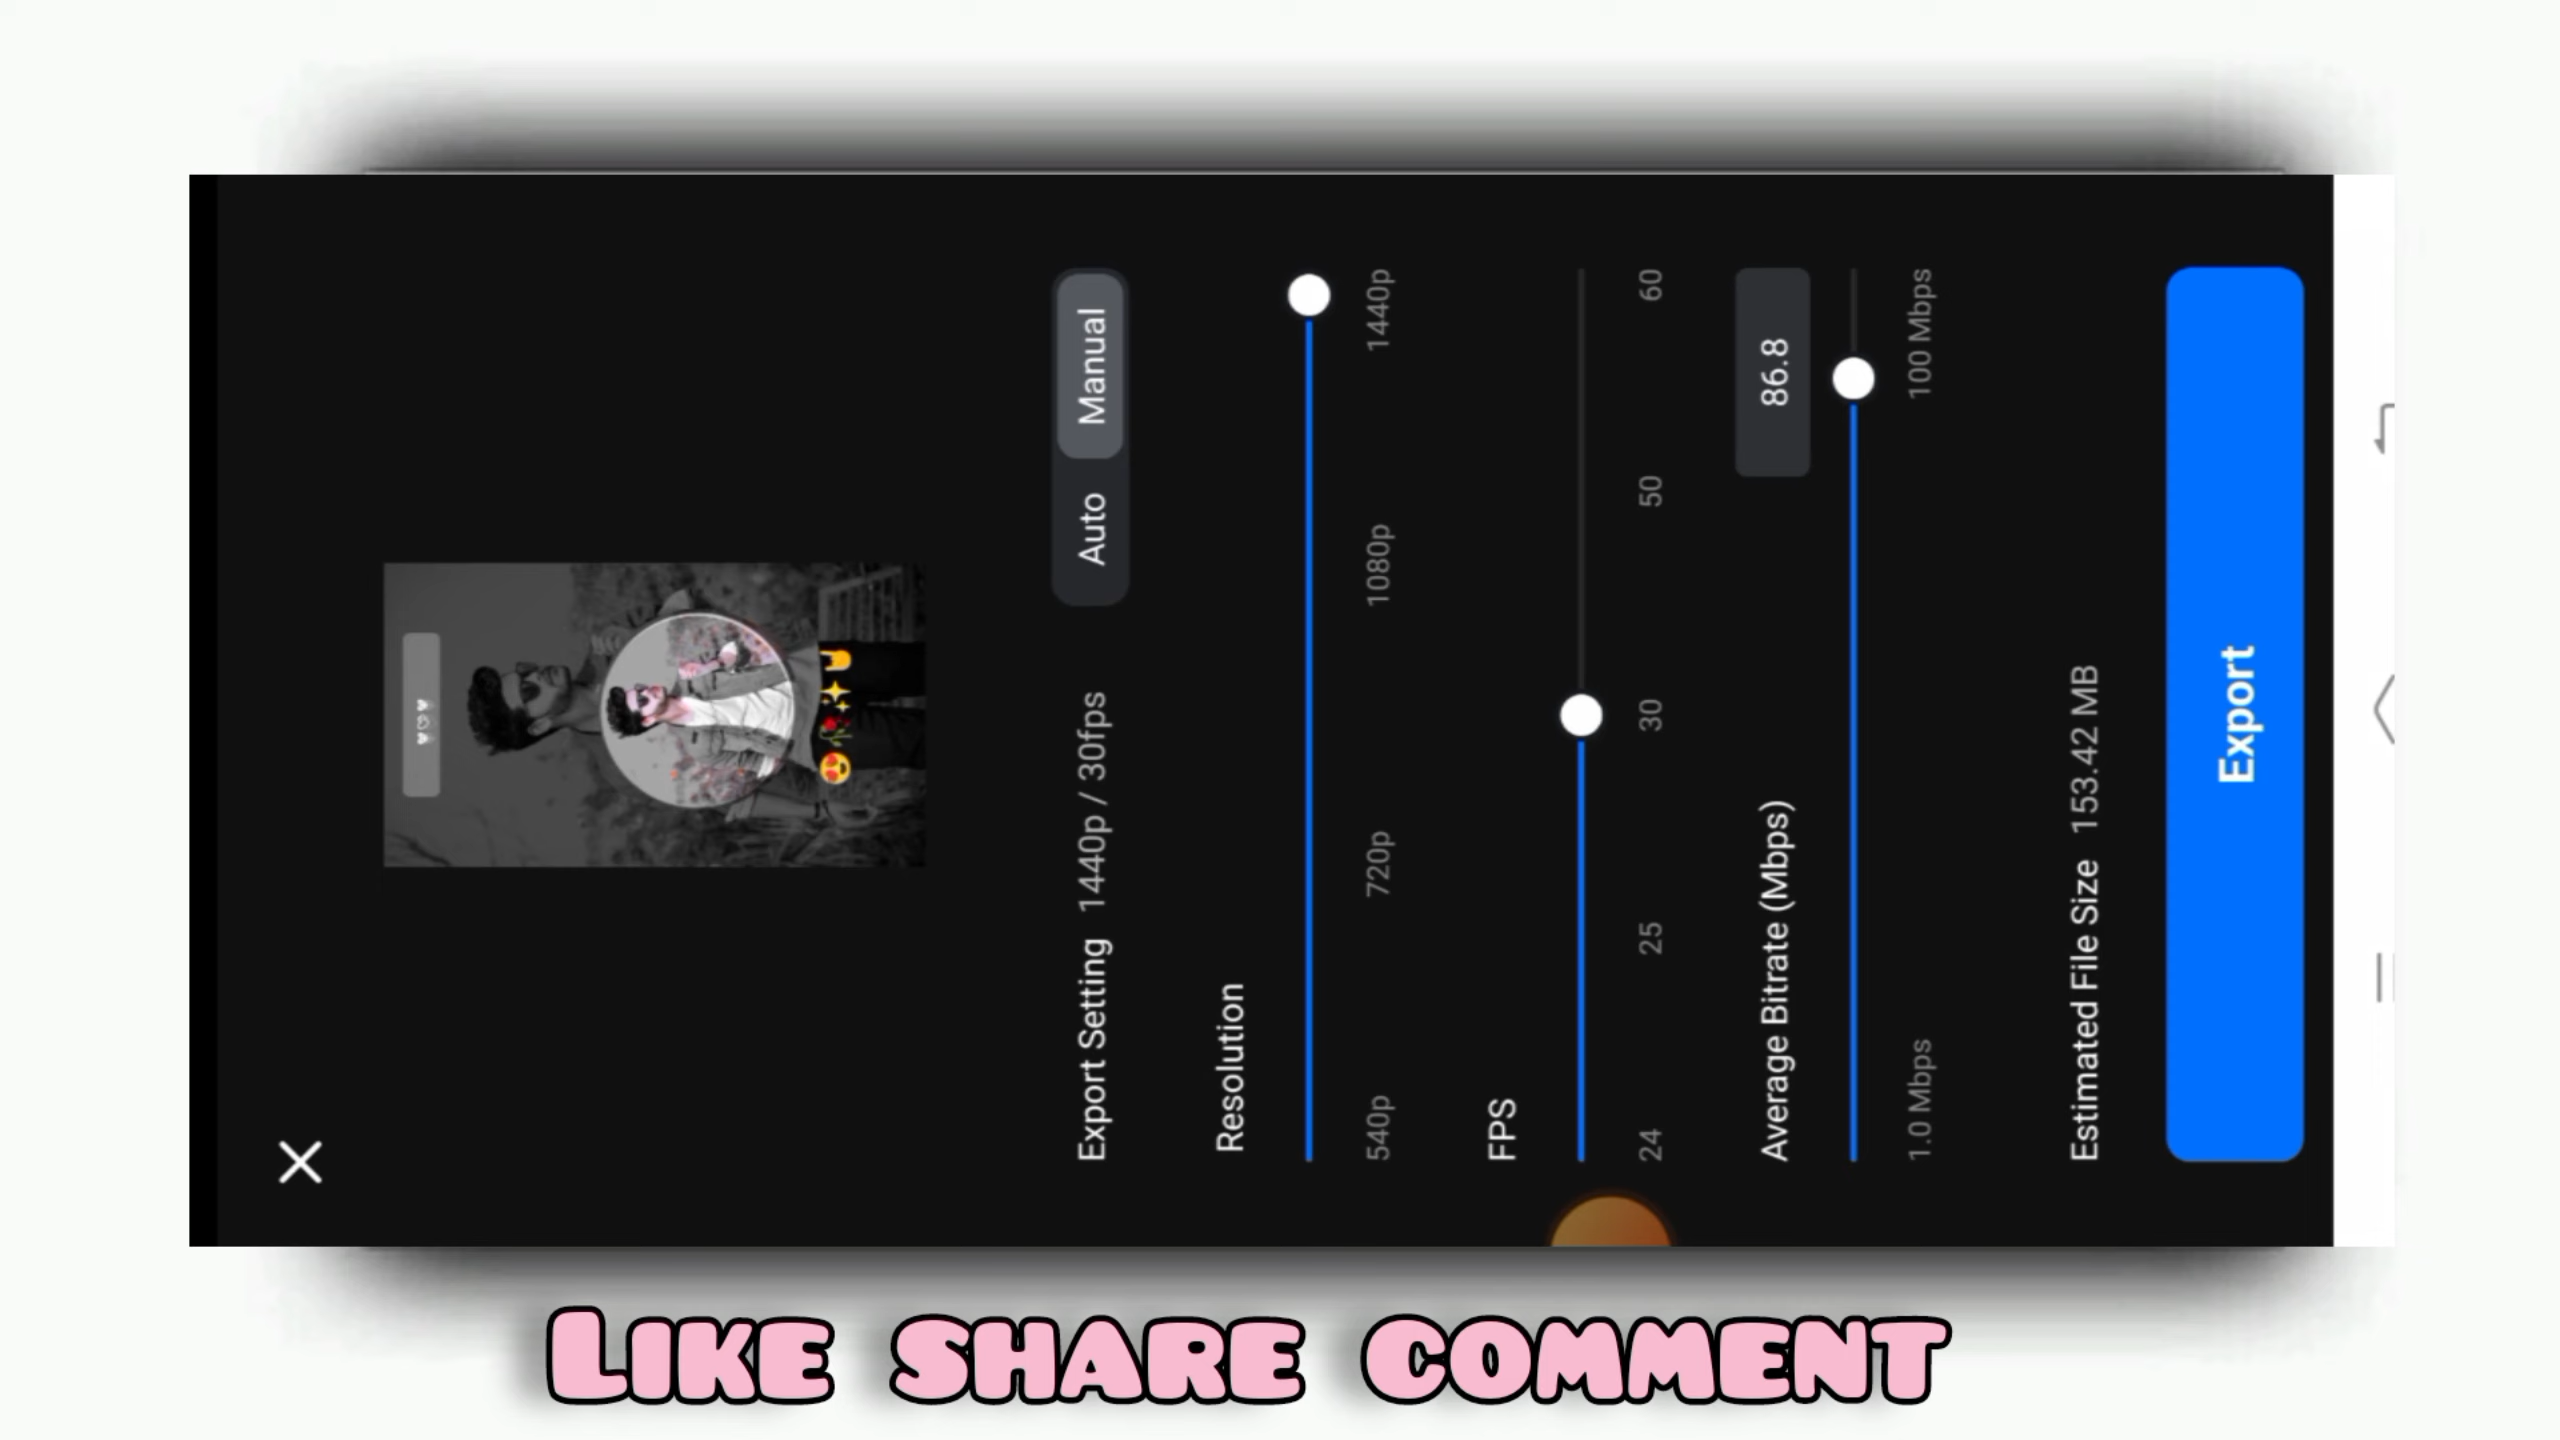 Export Setting 1440p / 30fps Auto Manual
Resolution
540p 720p 1080p 1440p
FPS
24 25 30 50 60
Average Bitrate (Mbps) 86.8
1.0 Mbps 100 Mbps
Estimated File Size 153.42 MB
Export
LIKE SHARE COMMENT